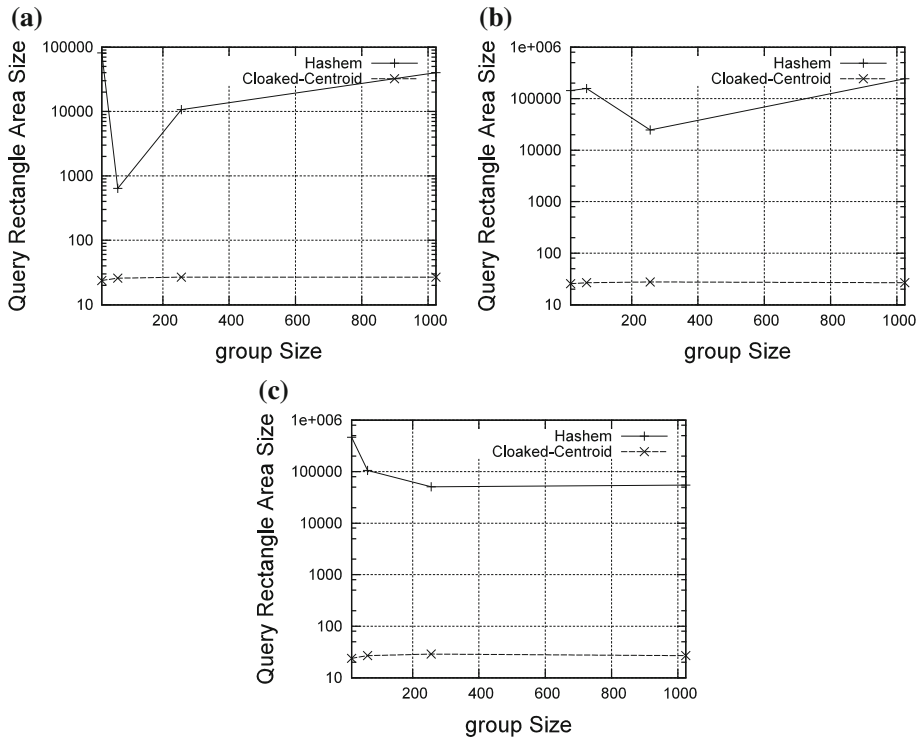 (a)
Query Rectangle Area Size
100000
10000
1000
100
10
Hashem
Cloaked-Centroid
200 400 600 800 1000
group Size
(b)
Query Rectangle Area Size
1e+006
100000
10000
1000
100
10
Hashem
Cloaked-Centroid
200 400 600 800 1000
group Size
(c)
Query Rectangle Area Size
1e+006
100000
10000
1000
100
10
Hashem
Cloaked-Centroid
200 400 600 800 1000
group Size